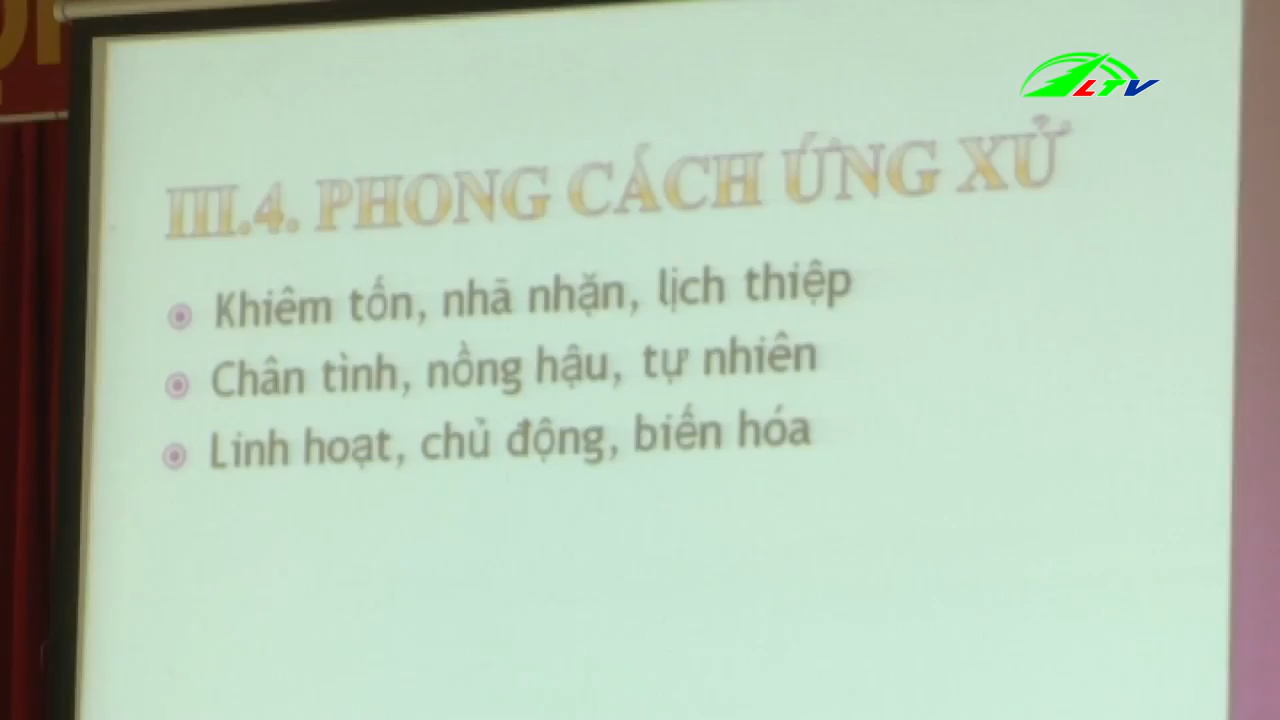 LTV
III.4. PHONG CÁCH ỨNG XỬ
Khiêm tốn, nhã nhặn, lịch thiệp
Chân tình, nồng hậu, tự nhiên
Linh hoạt, chủ động, biến hóa